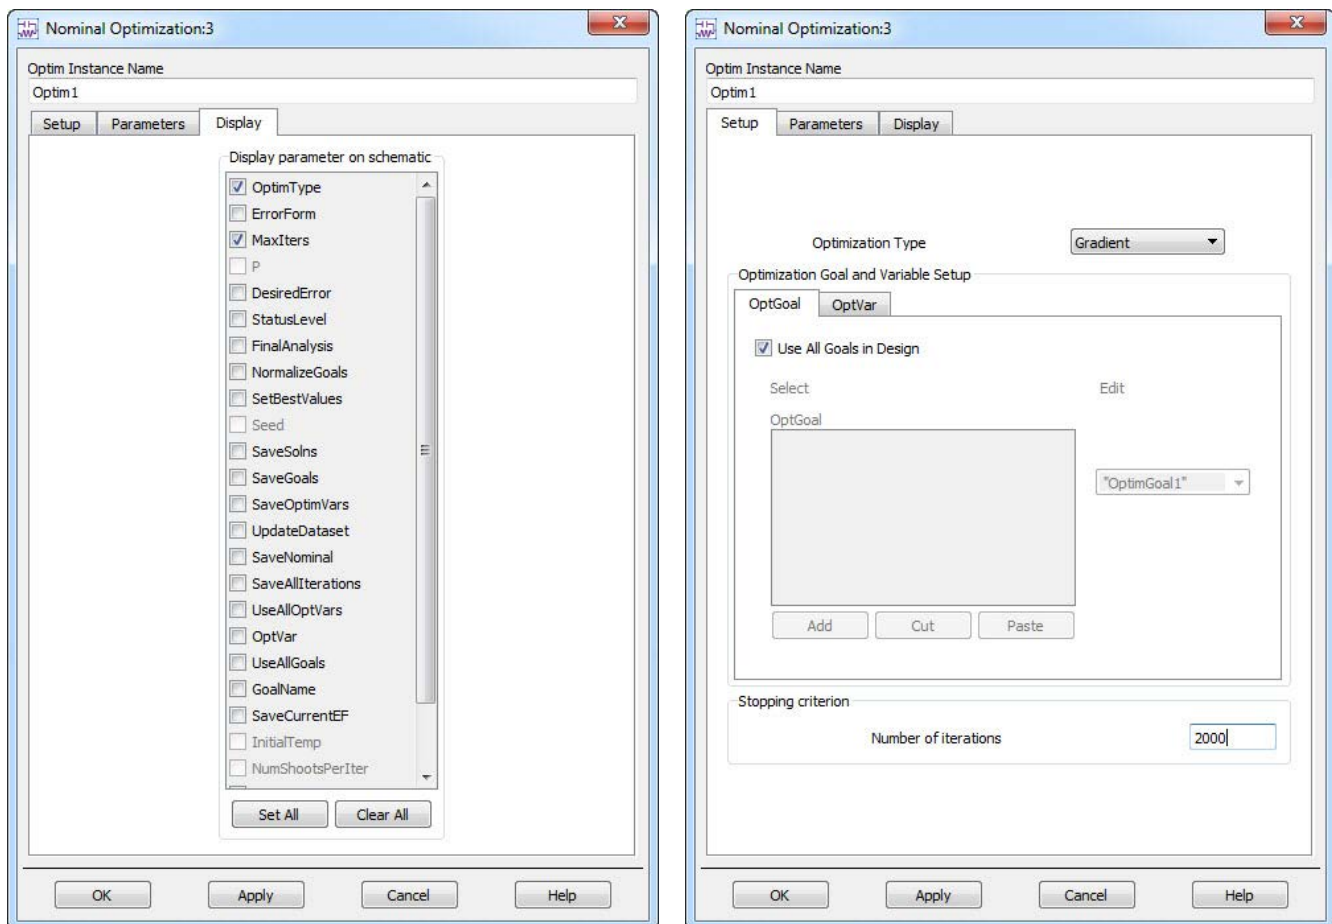 Nominal Optimization:3
Optim Instance Name
Optim1
Setup Parameters Display
Display parameter on schematic
OptimType
ErrorForm
MaxIters
P
DesiredError
StatusLevel
FinalAnalysis
NormalizeGoals
SetBestValues
Seed
SaveSolns
SaveGoals
SaveOptimVars
UpdateDataset
SaveNominal
SaveAllIterations
UseAllOptVars
OptVar
UseAllGoals
GoalName
SaveCurrentEF
InitialTemp
NumShootsPerIter
Set All Clear All
OK Apply Cancel Help
Nominal Optimization:3
Optim Instance Name
Optim1
Setup Parameters Display
Optimization Type Gradient
Optimization Goal and Variable Setup
OptGoal OptVar
Use All Goals in Design
Select Edit
OptGoal
"OptimGoal1"
Add Cut Paste
Stopping criterion
Number of iterations 2000
OK Apply Cancel Help